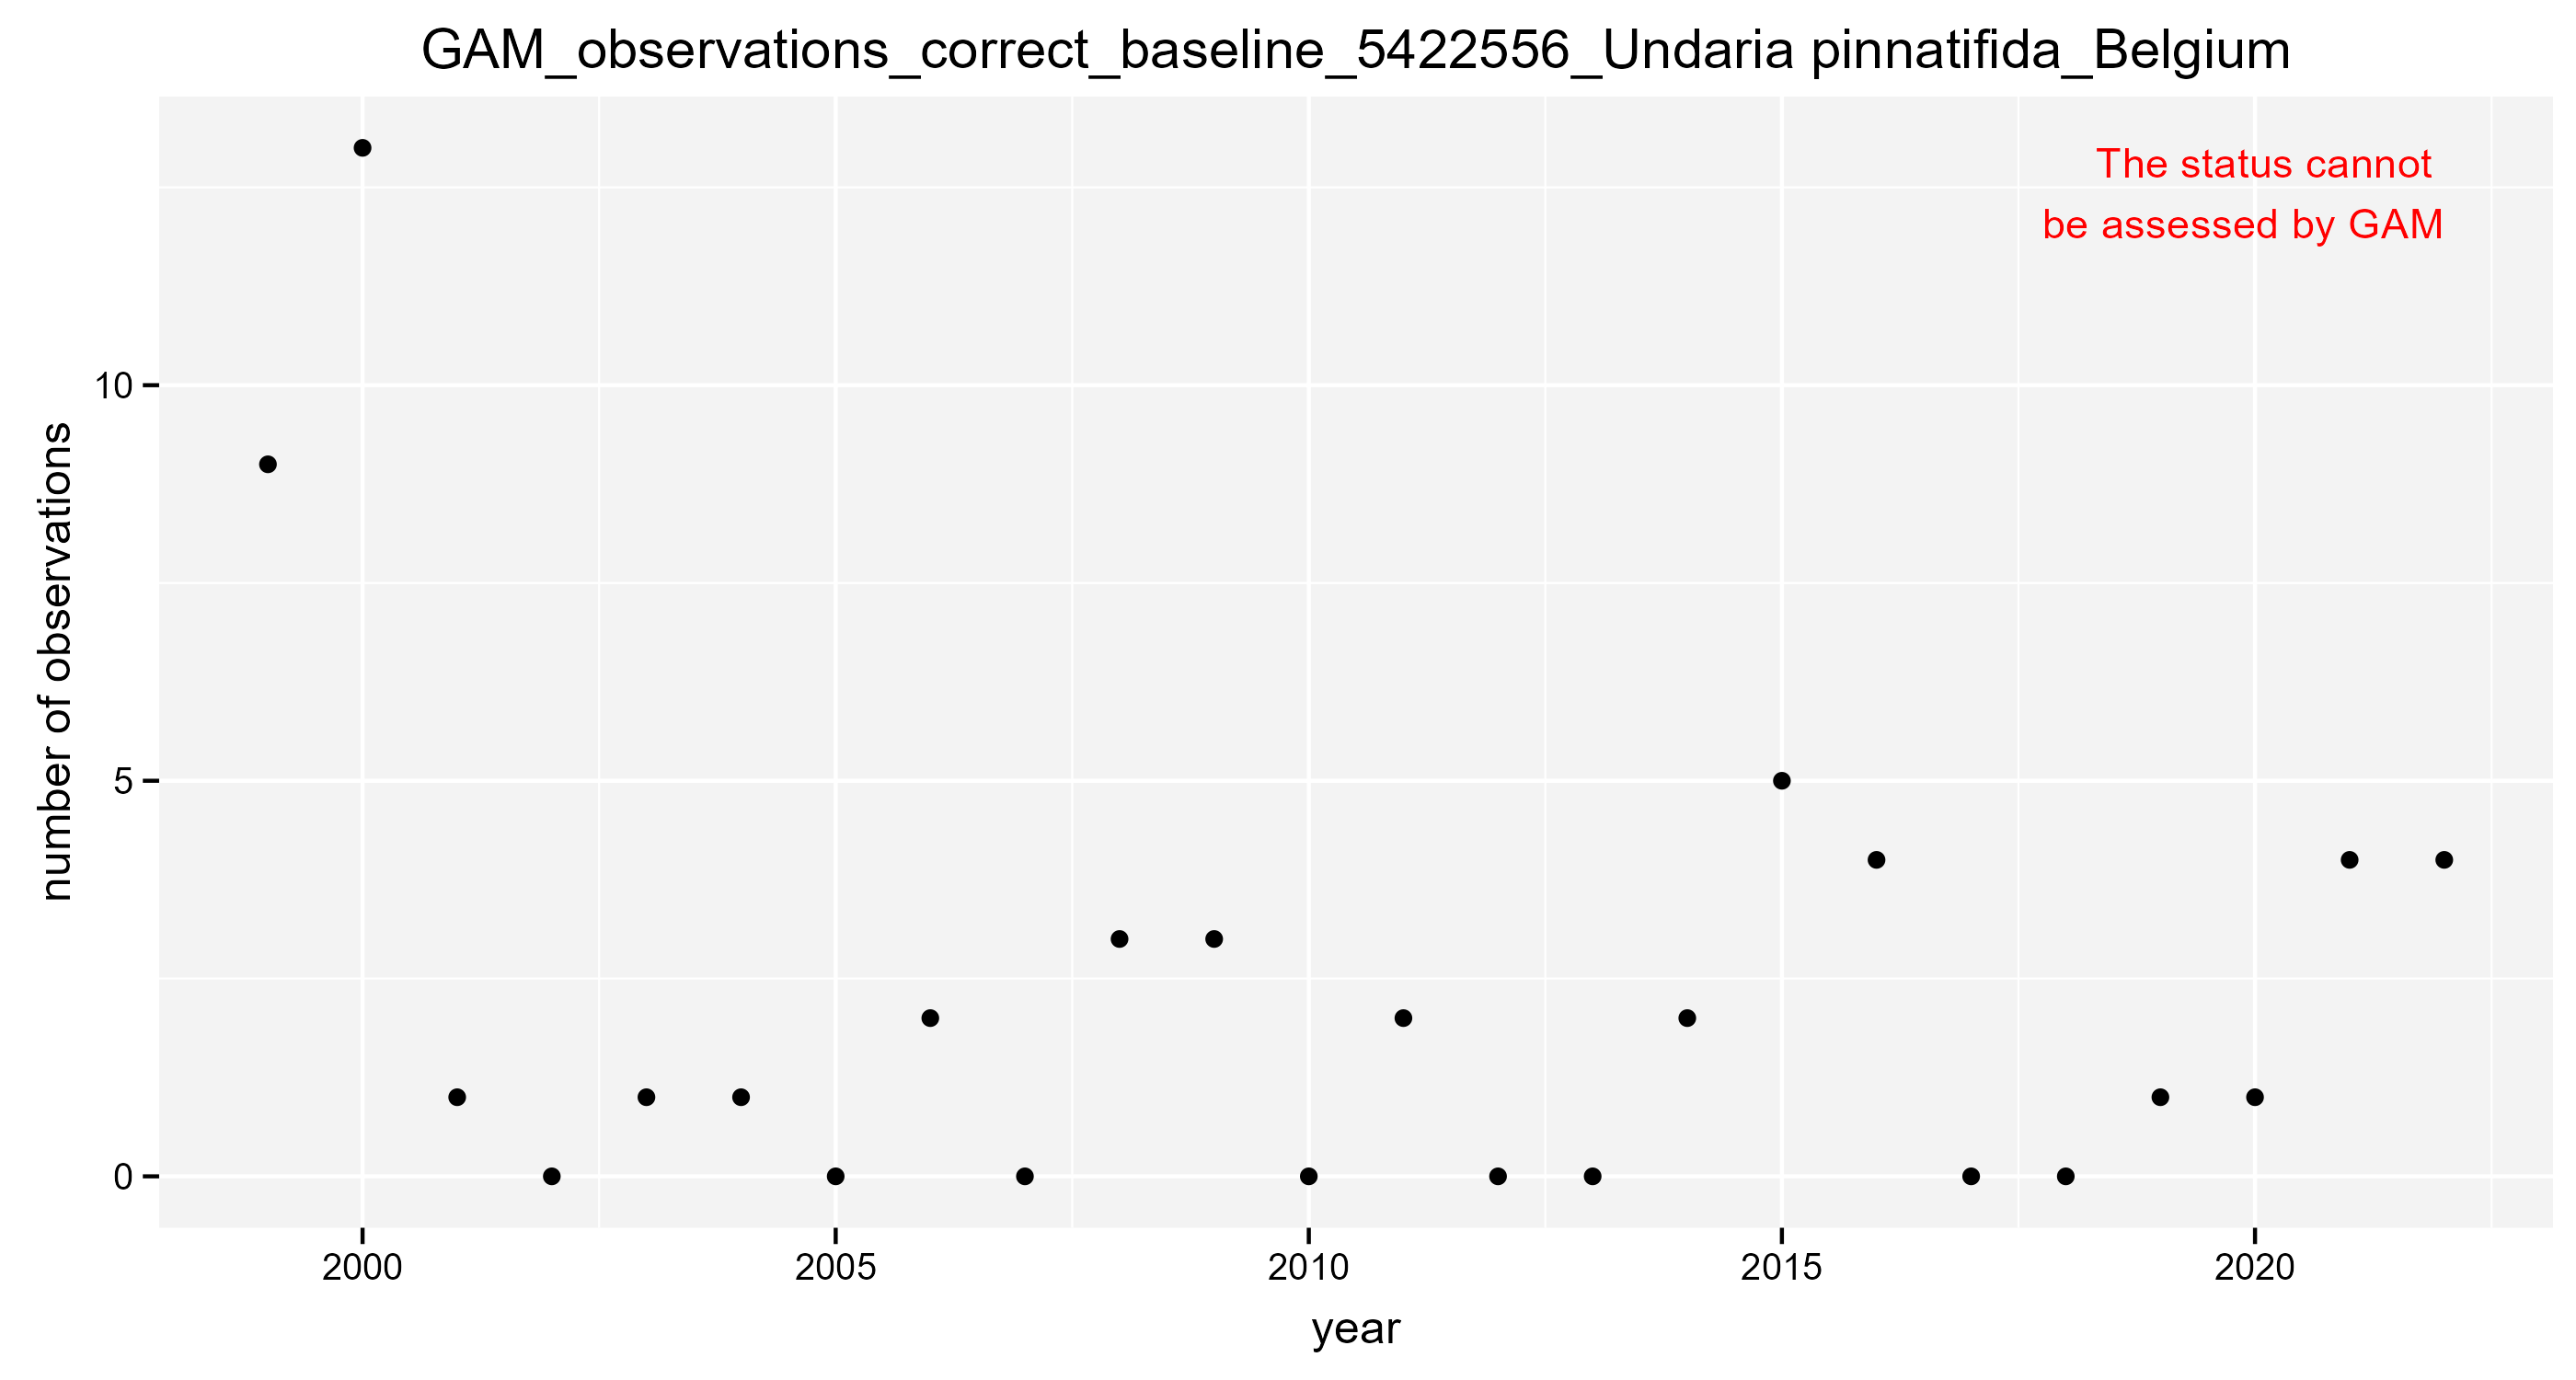 GAM_observations_correct_baseline_5422556_Undaria pinnatifida_Belgium
The status cannot
be assessed by GAM
number of observations
10
5
0
2000 2005 2010 2015 2020
year